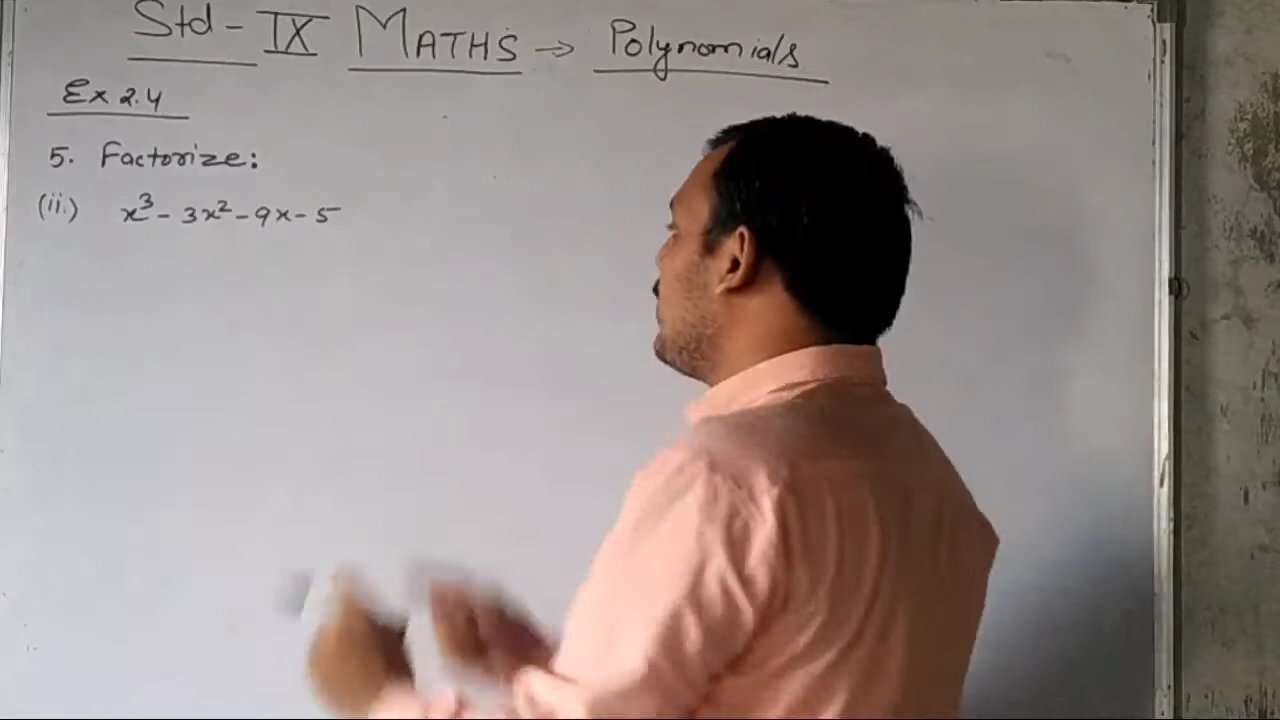 Std - IX MATHS → Polynomials
Ex 2.4
5. Factorize:
(ii.) x³ - 3x² - 9x - 5